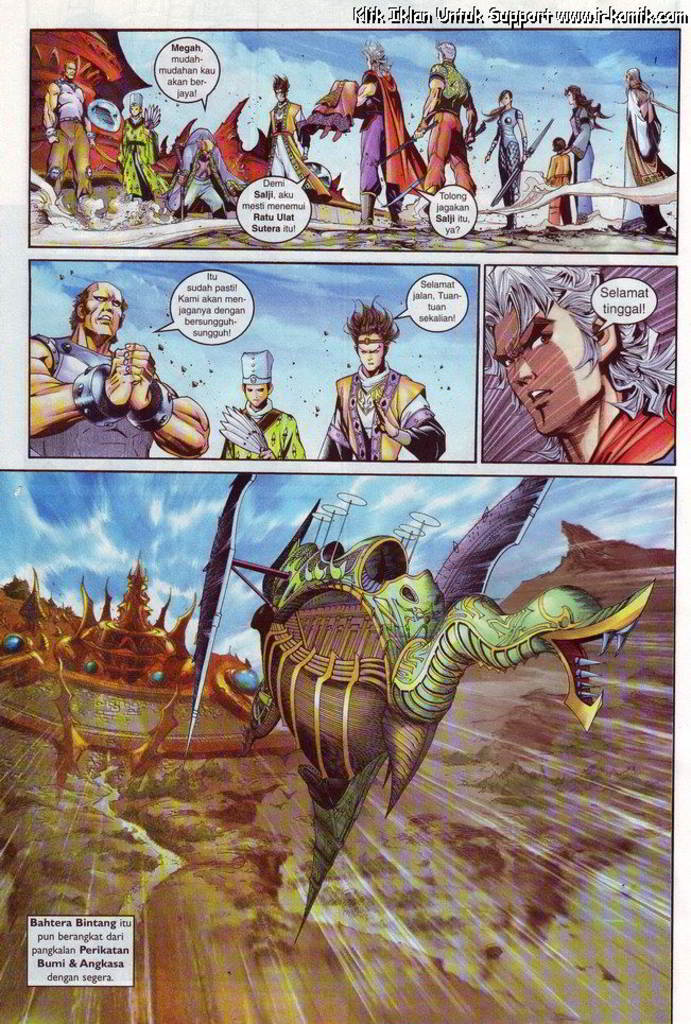 Klik Iklan Untuk Support www.ir-komik.com
Megah,
mudah-
mudahan kau
akan ber-
jaya!
Demi
Salji, aku
mesti menemui
Ratu Ulat
Sutera itu!
Tolong
jagakan
Salji itu,
ya?
Itu
sudah pasti!
Kami akan men-
jaganya dengan
bersungguh-
sungguh!
Selamat
jalan, Tuan-
tuan
sekalian!
Selamat
tinggal!
Bahtera Bintang itu
pun berangkat dari
pangkalan Perikatan
Bumi & Angkasa
dengan segera.